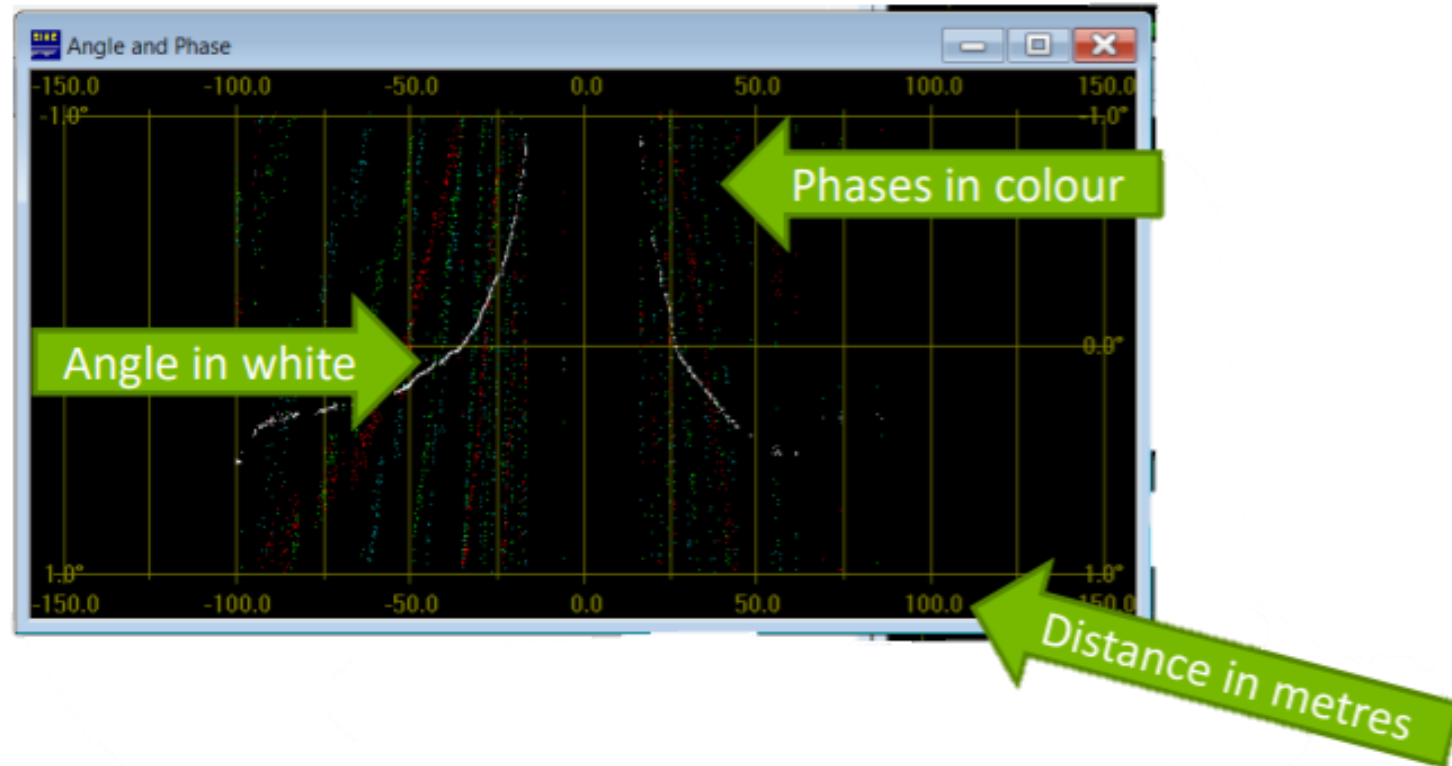 Angle and Phase
-150.0 -100.0 -50.0 0.0 50.0 100.0 150.0
-1.0° -1.0°
Phases in colour
0.0°
Angle in white
1.0° 1.0°
-150.0 -100.0 -50.0 0.0 50.0 100.0 150.0
Distance in metres